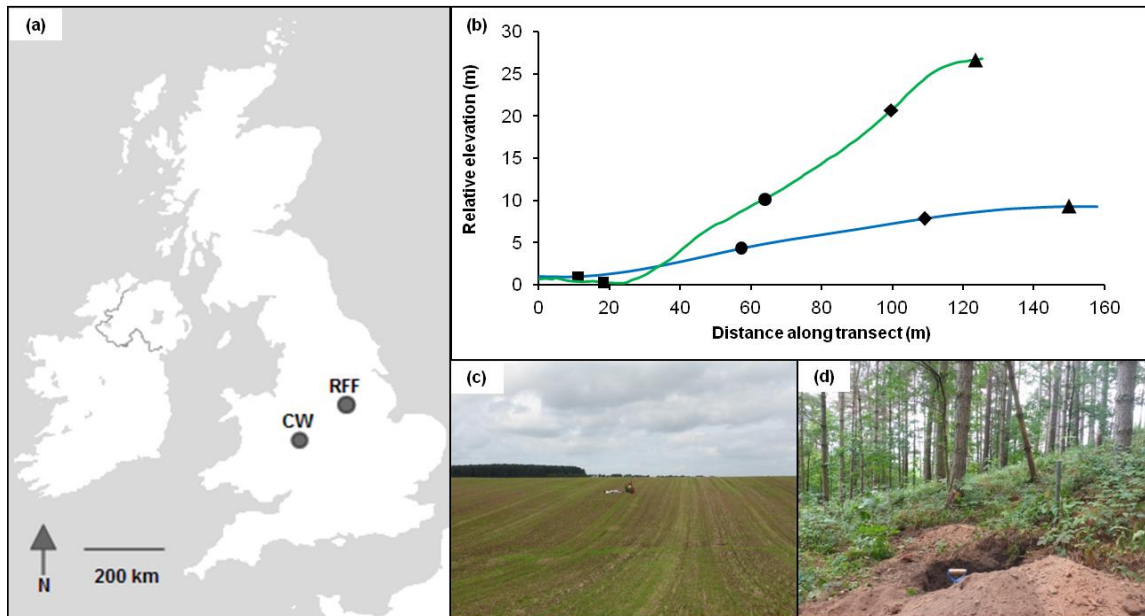 (a)
RFF
CW
N
200 km
(b)
30
25
20
15
10
5
0
Relative elevation (m)
0 20 40 60 80 100 120 140 160
Distance along transect (m)
(c)
(d)